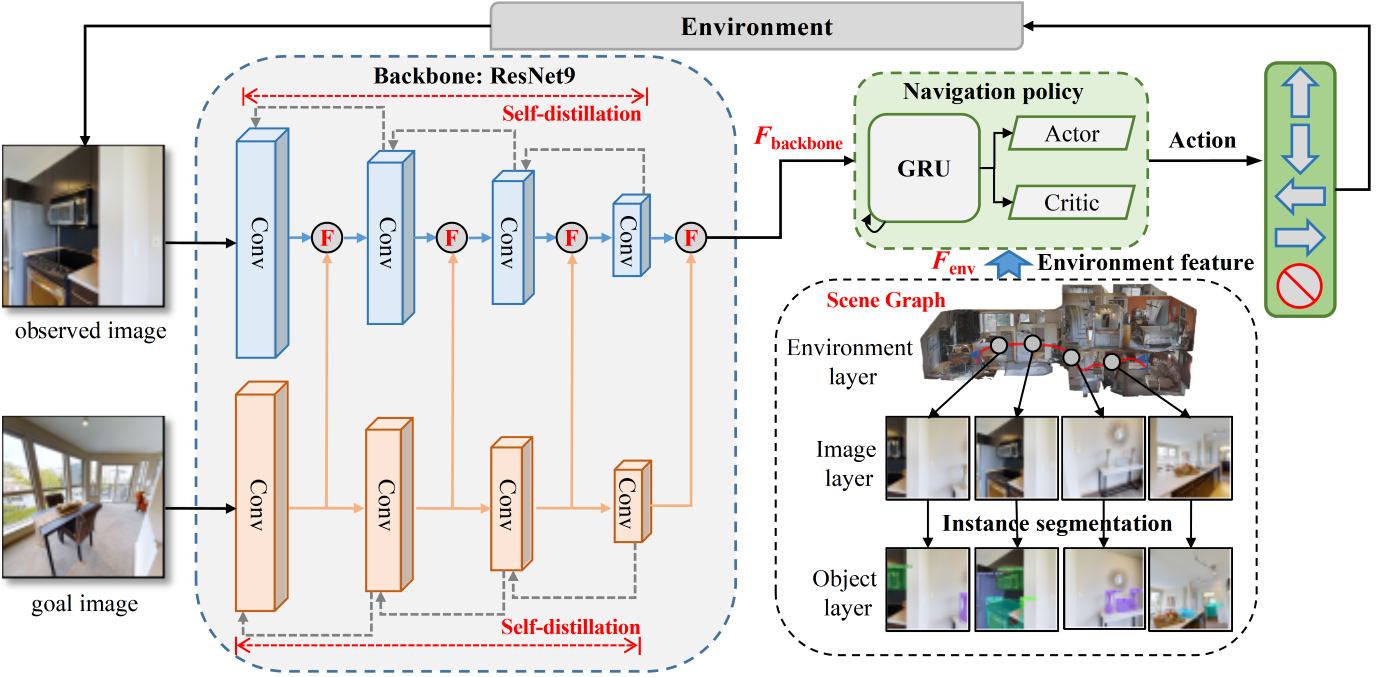 Environment
Backbone: ResNet9
Self-distillation
Conv
Conv
Conv
Conv
F
F
F
F
observed image
Conv
Conv
Conv
Conv
goal image
Self-distillation
F backbone
Navigation policy
GRU
Actor
Critic
Action
F env
Environment feature
Scene Graph
Environment
layer
Image
layer
Instance segmentation
Object
layer